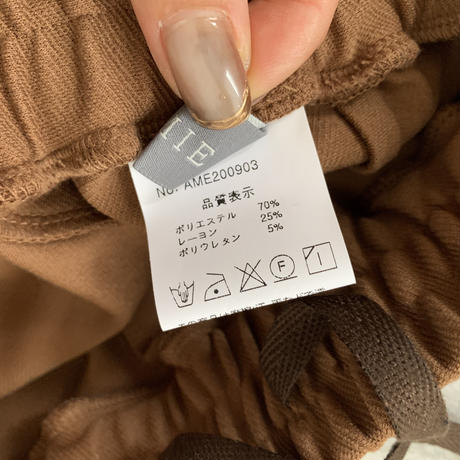 TIE
No. AME200903
品質表示
ポリエステル 70%
レーヨン 25%
ポリウレタン 5%
F